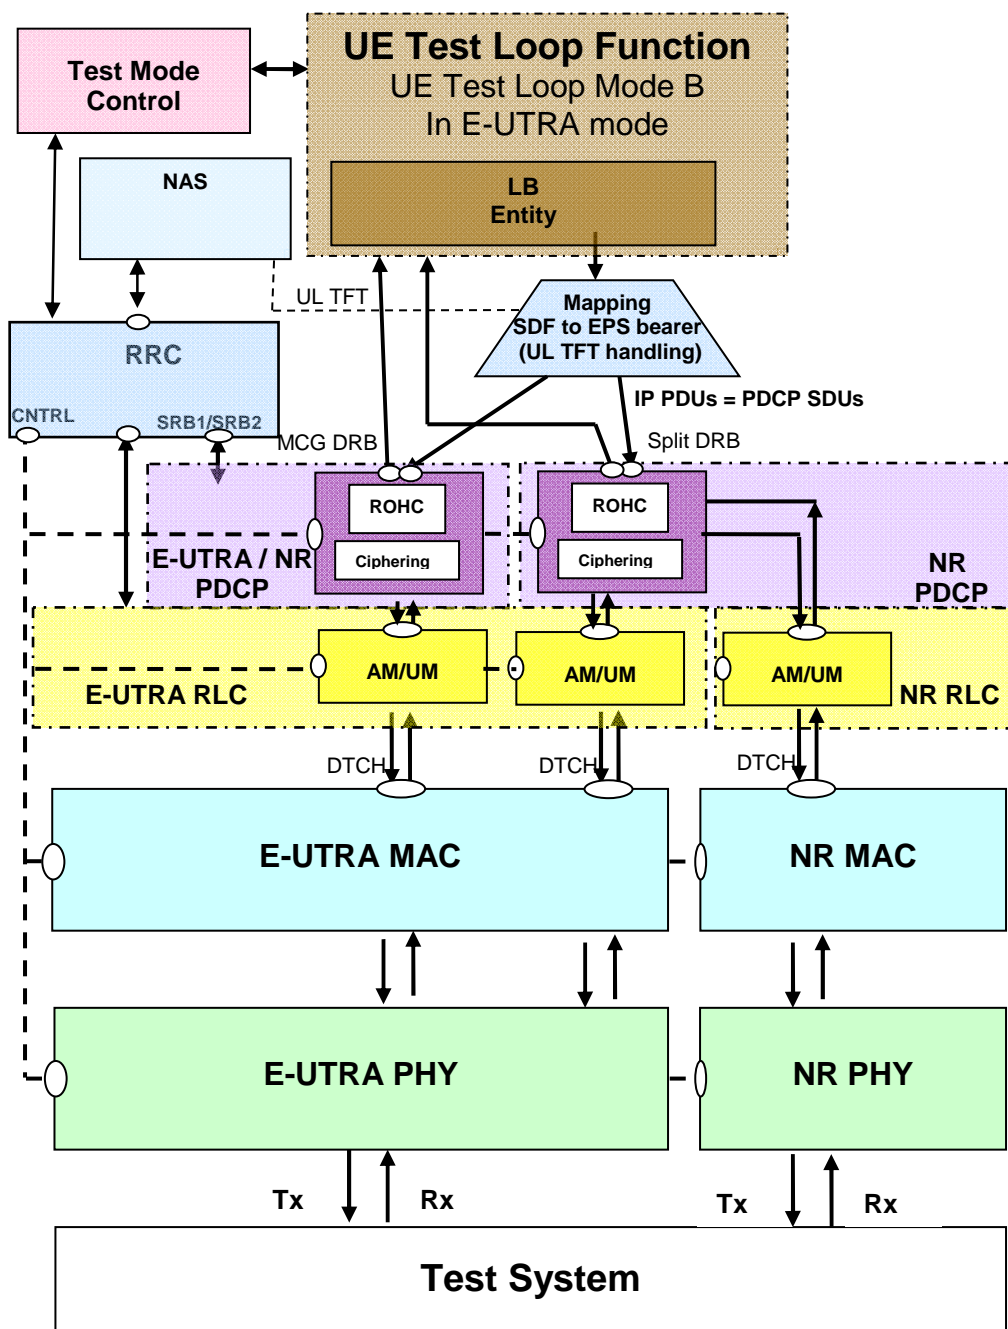 UE Test Loop Function
UE Test Loop Mode B
In E-UTRA mode
Test Mode
Control
NAS
LB
Entity
UL TFT
Mapping
SDF to EPS bearer
(UL TFT handling)
RRC
CNTRL
SRB1/SRB2
IP PDUs = PDCP SDUs
MCG DRB
Split DRB
ROHC
ROHC
Ciphering
Ciphering
E-UTRA / NR
PDCP
NR
PDCP
AM/UM
AM/UM
AM/UM
E-UTRA RLC
NR RLC
DTCH
DTCH
DTCH
E-UTRA MAC
NR MAC
E-UTRA PHY
NR PHY
Tx
Rx
Tx
Rx
Test System